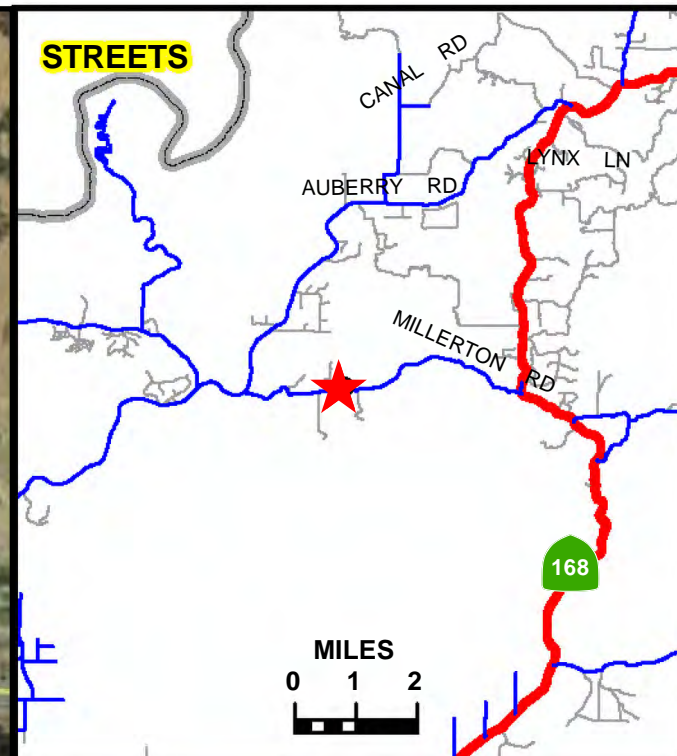 STREETS
CANAL RD
LYNX LN
AUBERRY RD
MILLERTON RD
168
MILES
0 1 2